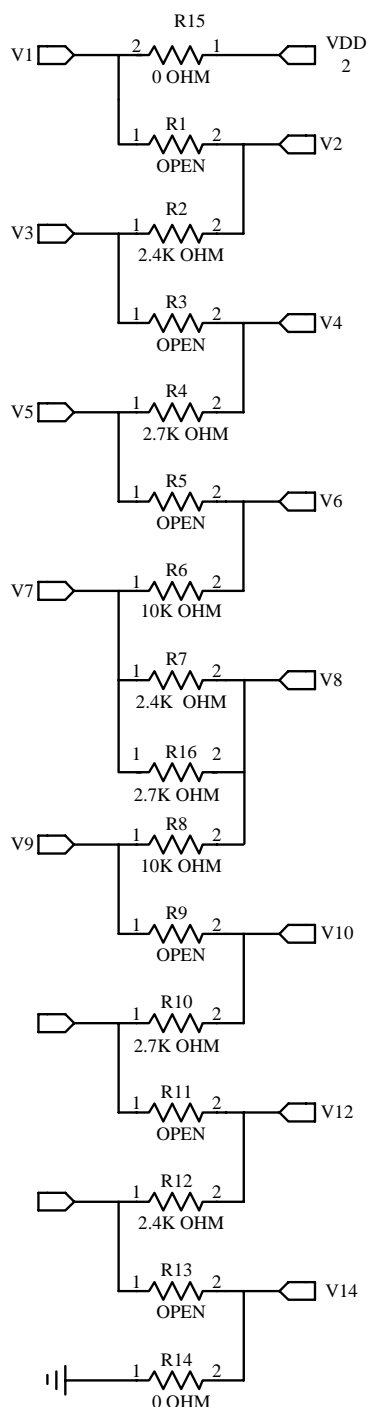 R15
V1 2 1 VDD
0 OHM 2
R1
1 2 V2
OPEN
R2
V3 1 2
2.4K OHM
R3
1 2 V4
OPEN
R4
V5 1 2
2.7K OHM
R5
1 2 V6
OPEN
R6
V7 1 2
10K OHM
R7
1 2 V8
2.4K OHM
R16
1 2
2.7K OHM
R8
V9 1 2
10K OHM
R9
1 2 V10
OPEN
R10
1 2
2.7K OHM
R11
1 2 V12
OPEN
R12
1 2
2.4K OHM
R13
1 2 V14
OPEN
R14
1 2
0 OHM